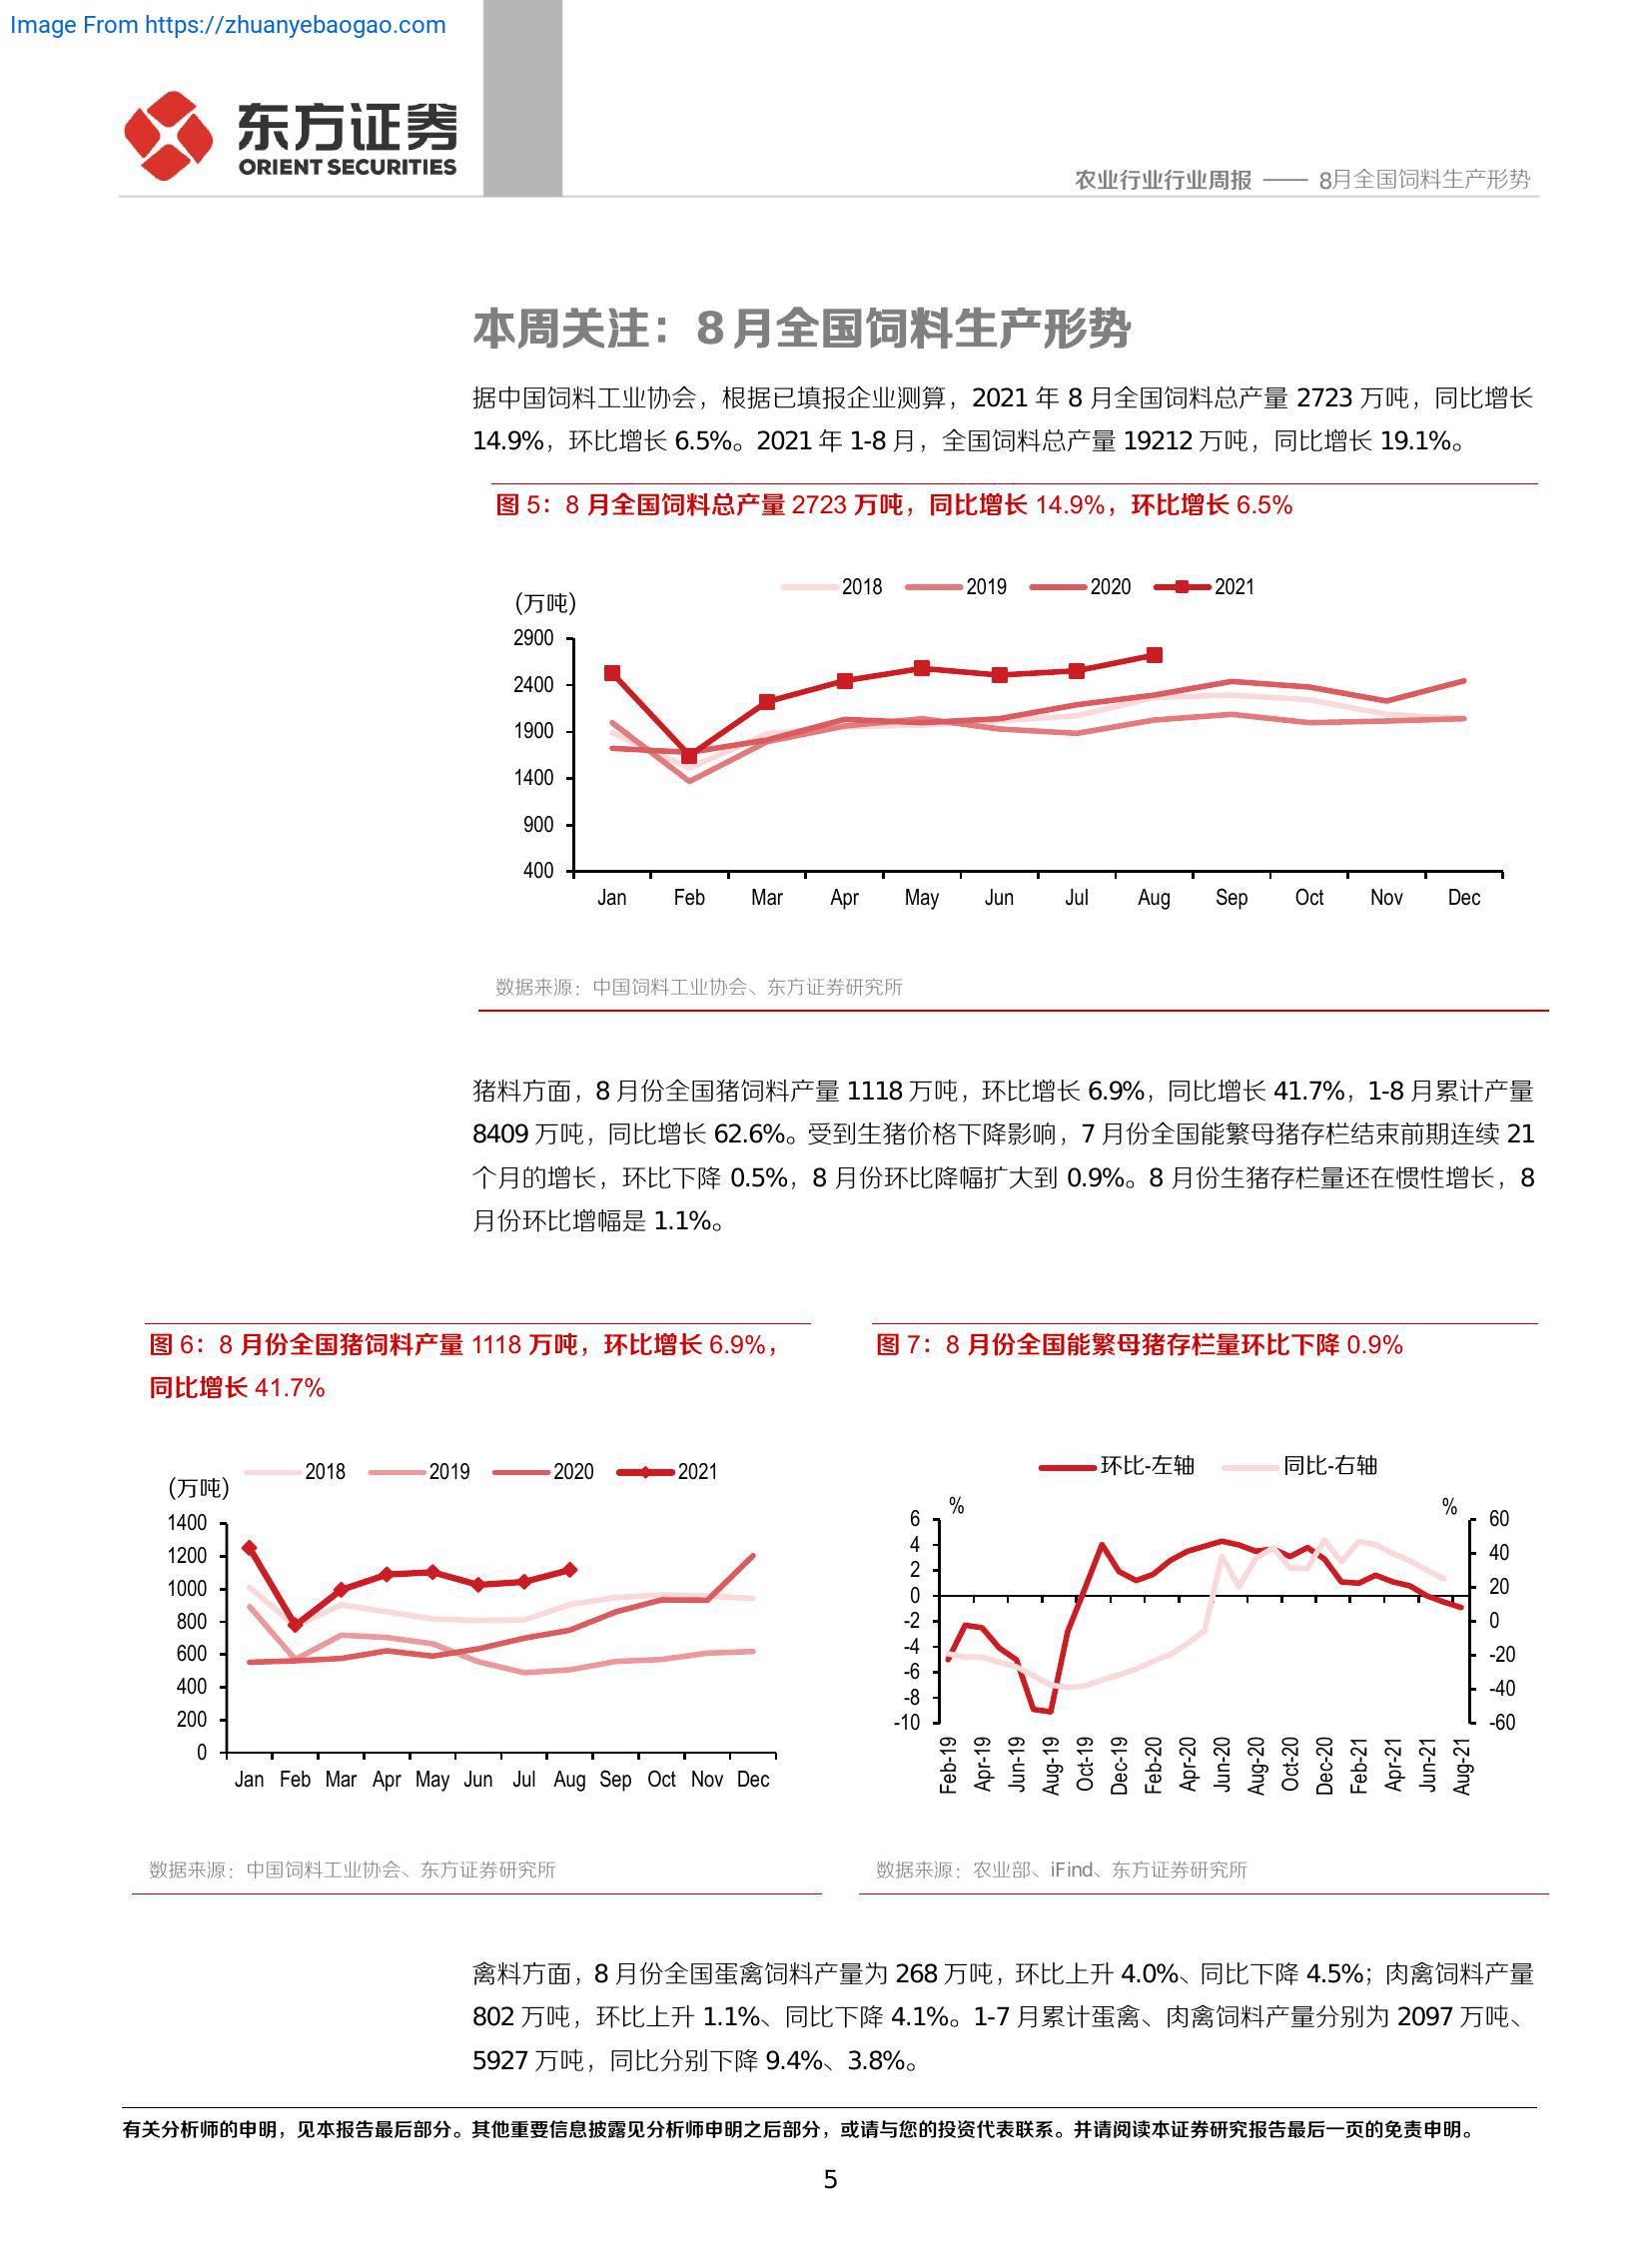 Image From https://zhuanyebaogao.com
东方证券
ORIENT SECURITIES
农业行业行业周报 —— 8月全国饲料生产形势
本周关注：8 月全国饲料生产形势
据中国饲料工业协会，根据已填报企业测算，2021 年 8 月全国饲料总产量 2723 万吨，同比增长
14.9%，环比增长 6.5%。2021 年 1-8 月，全国饲料总产量 19212 万吨，同比增长 19.1%。
图 5：8 月全国饲料总产量 2723 万吨，同比增长 14.9%，环比增长 6.5%
2018 2019 2020 2021
(万吨)
2900
2400
1900
1400
900
400
Jan Feb Mar Apr May Jun Jul Aug Sep Oct Nov Dec
数据来源：中国饲料工业协会、东方证券研究所
猪料方面，8 月份全国猪饲料产量 1118 万吨，环比增长 6.9%，同比增长 41.7%，1-8 月累计产量
8409 万吨，同比增长 62.6%。受到生猪价格下降影响，7 月份全国能繁母猪存栏结束前期连续 21
个月的增长，环比下降 0.5%，8 月份环比降幅扩大到 0.9%。8 月份生猪存栏量还在惯性增长，8
月份环比增幅是 1.1%。
图 6：8 月份全国猪饲料产量 1118 万吨，环比增长 6.9%，
同比增长 41.7%
2018 2019 2020 2021
(万吨)
1400
1200
1000
800
600
400
200
0
Jan Feb Mar Apr May Jun Jul Aug Sep Oct Nov Dec
数据来源：中国饲料工业协会、东方证券研究所
图 7：8 月份全国能繁母猪存栏量环比下降 0.9%
环比-左轴 同比-右轴
% %
6 60
4 40
2 20
0 0
-2 -20
-4 -40
-6 -60
-8
-10
Feb-19 Apr-19 Jun-19 Aug-19 Oct-19 Dec-19 Feb-20 Apr-20 Jun-20 Aug-20 Oct-20 Dec-20 Feb-21 Apr-21 Jun-21 Aug-21
数据来源：农业部、iFind、东方证券研究所
禽料方面，8 月份全国蛋禽饲料产量为 268 万吨，环比上升 4.0%、同比下降 4.5%；肉禽饲料产量
802 万吨，环比上升 1.1%、同比下降 4.1%。1-7 月累计蛋禽、肉禽饲料产量分别为 2097 万吨、
5927 万吨，同比分别下降 9.4%、3.8%。
有关分析师的申明，见本报告最后部分。其他重要信息披露见分析师申明之后部分，或请与您的投资代表联系。并请阅读本证券研究报告最后一页的免责申明。
5